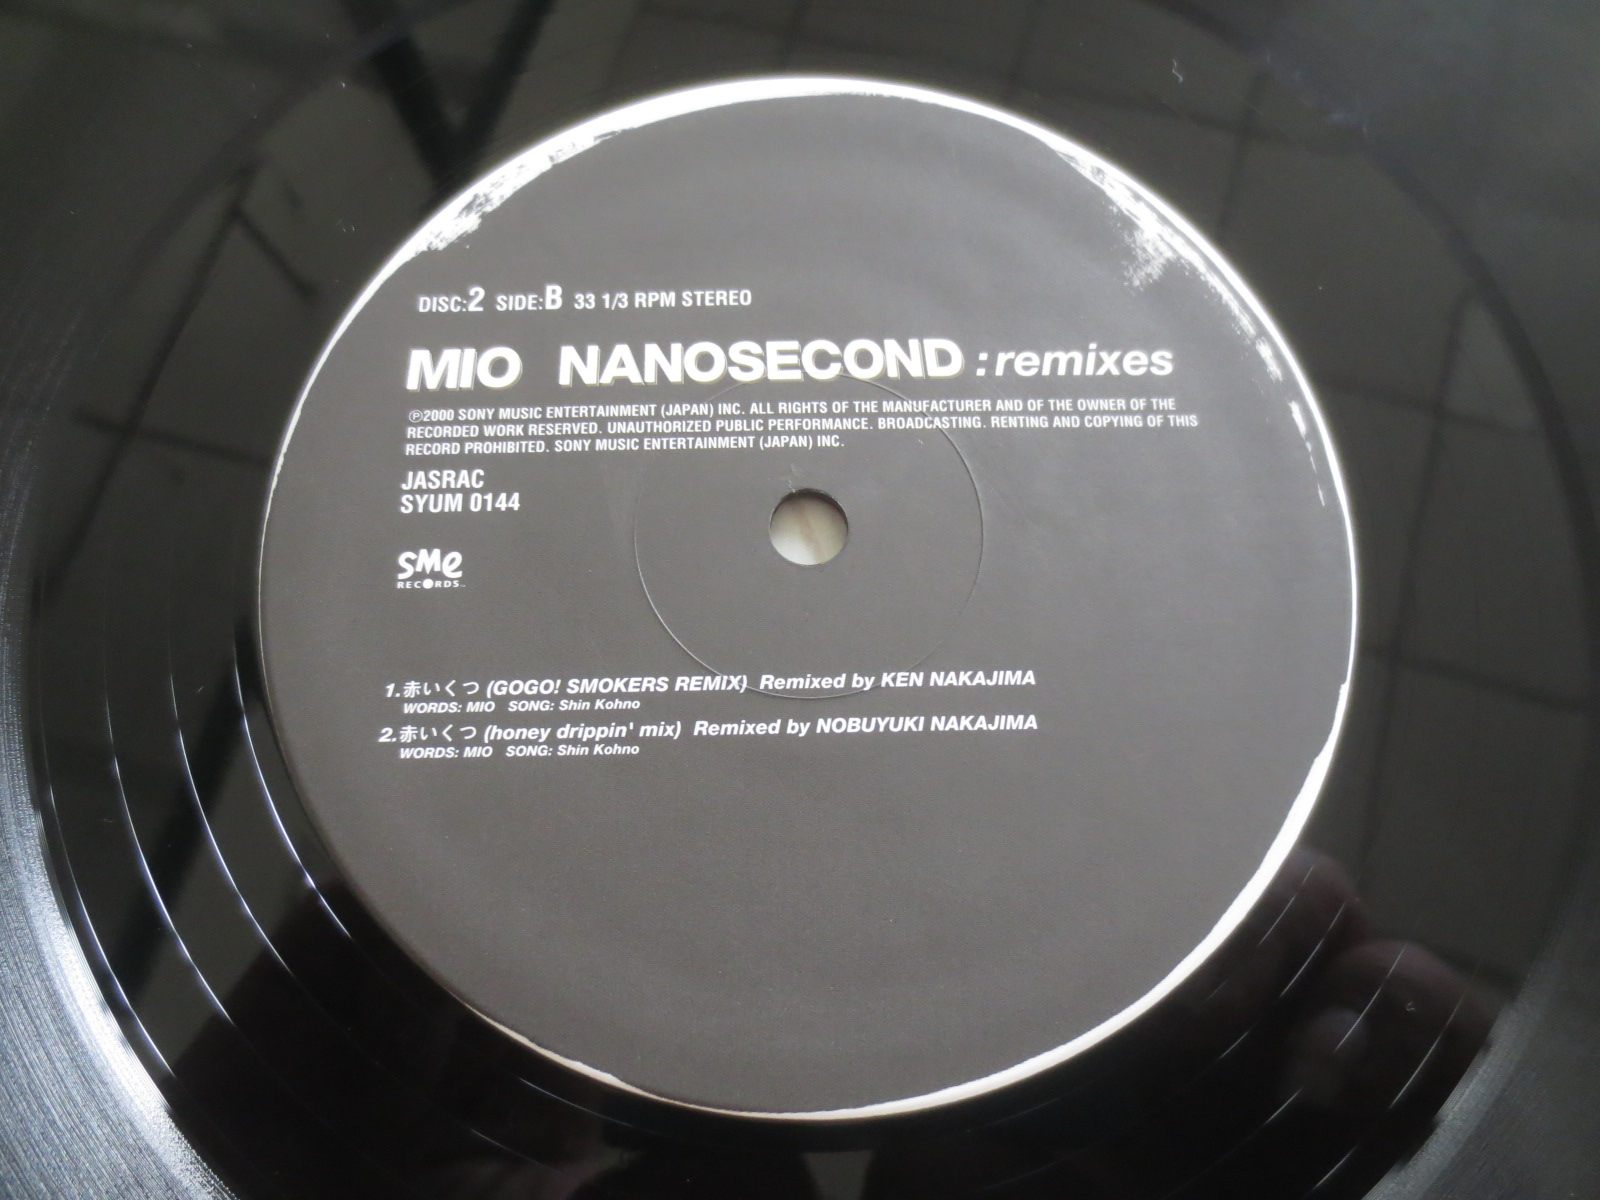 DISC:2 SIDE:B 33 1/3 RPM STEREO
MIO NANOSECOND :remixes
℗2000 SONY MUSIC ENTERTAINMENT (JAPAN) INC. ALL RIGHTS OF THE MANUFACTURER AND OF THE OWNER OF THE
RECORDED WORK RESERVED. UNAUTHORIZED PUBLIC PERFORMANCE. BROADCASTING. RENTING AND COPYING OF THIS
RECORD PROHIBITED. SONY MUSIC ENTERTAINMENT (JAPAN) INC.
JASRAC
SYUM 0144
SMe
RECORDS
1.赤いくつ (GOGO! SMOKERS REMIX) Remixed by KEN NAKAJIMA
WORDS: MIO SONG: Shin Kohno
2.赤いくつ (honey drippin' mix) Remixed by NOBUYUKI NAKAJIMA
WORDS: MIO SONG: Shin Kohno